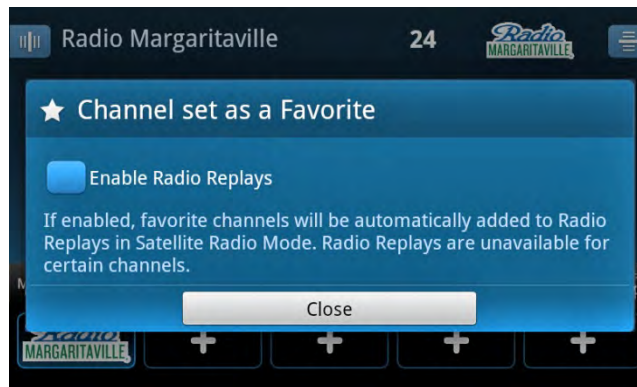 Radio Margaritaville 24 Radio
MARGARITAVILLE
Channel set as a Favorite
Enable Radio Replays
If enabled, favorite channels will be automatically added to Radio
Replays in Satellite Radio Mode. Radio Replays are unavailable for
certain channels.
Close
Radio
MARGARITAVILLE
+ + + +